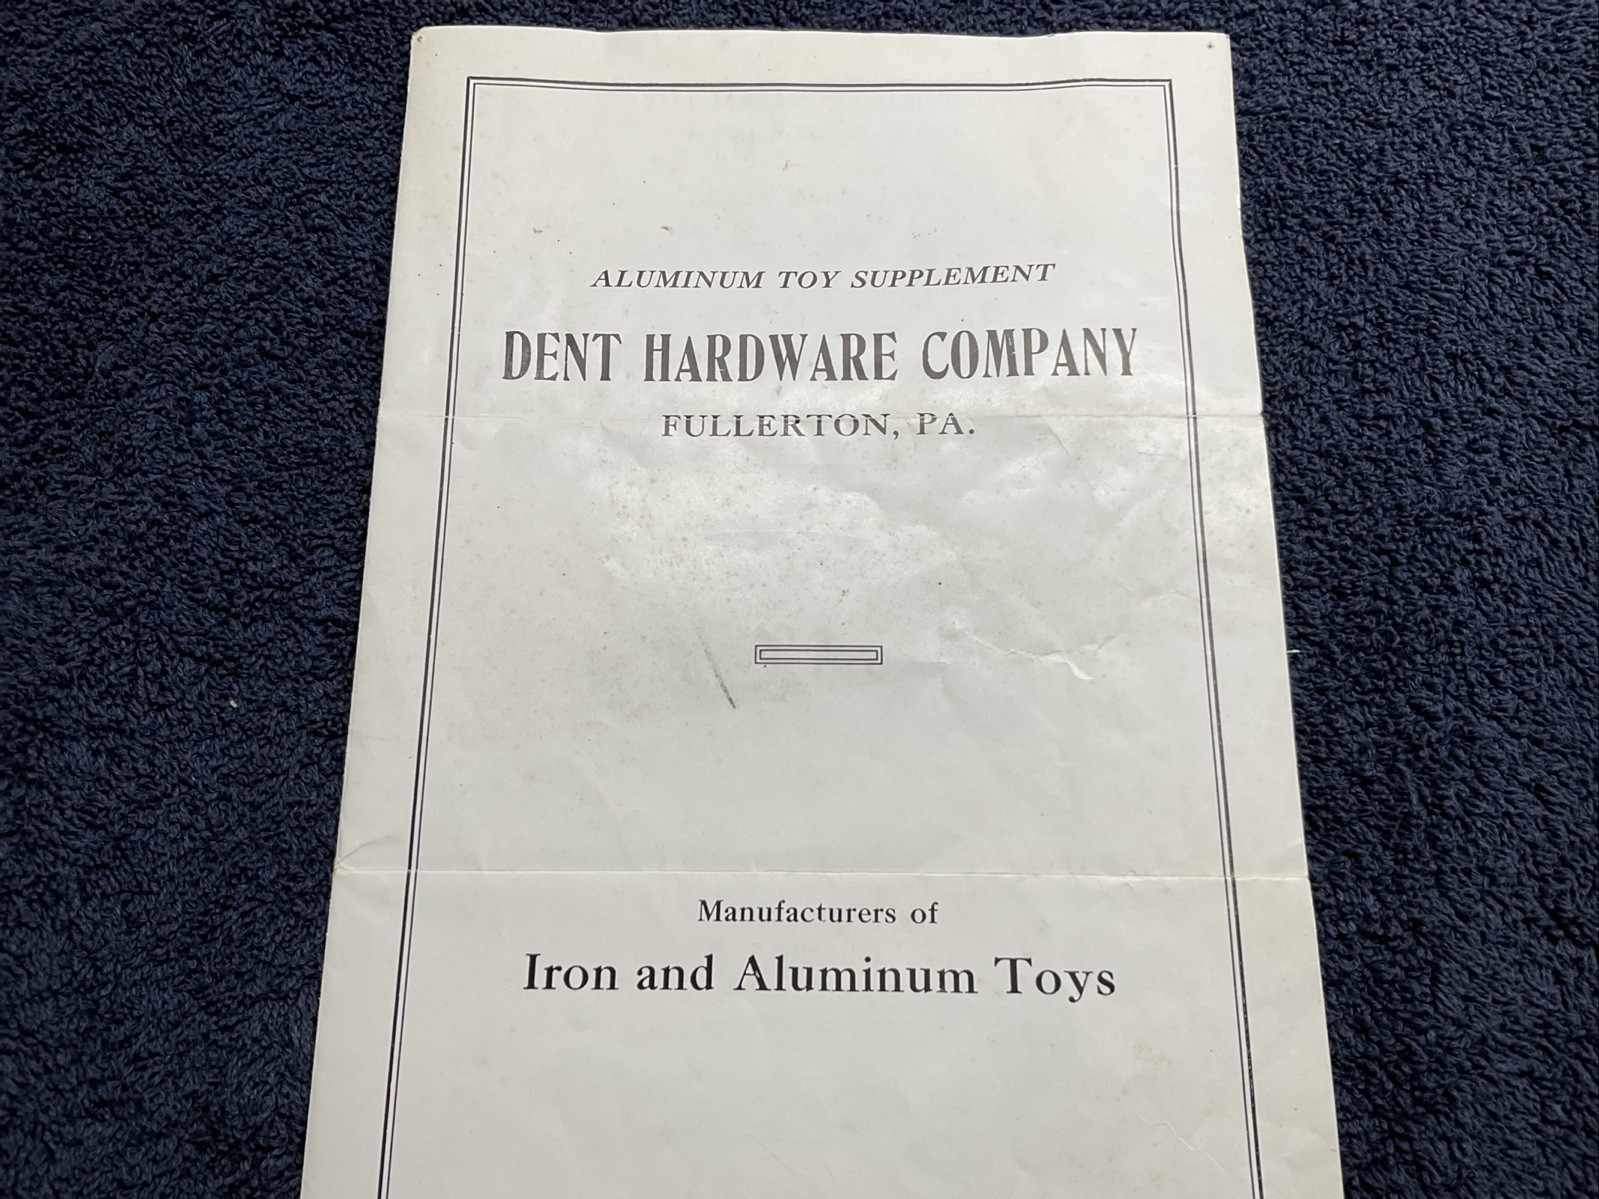 ALUMINUM TOY SUPPLEMENT
DENT HARDWARE COMPANY
FULLERTON, PA.
Manufacturers of
Iron and Aluminum Toys